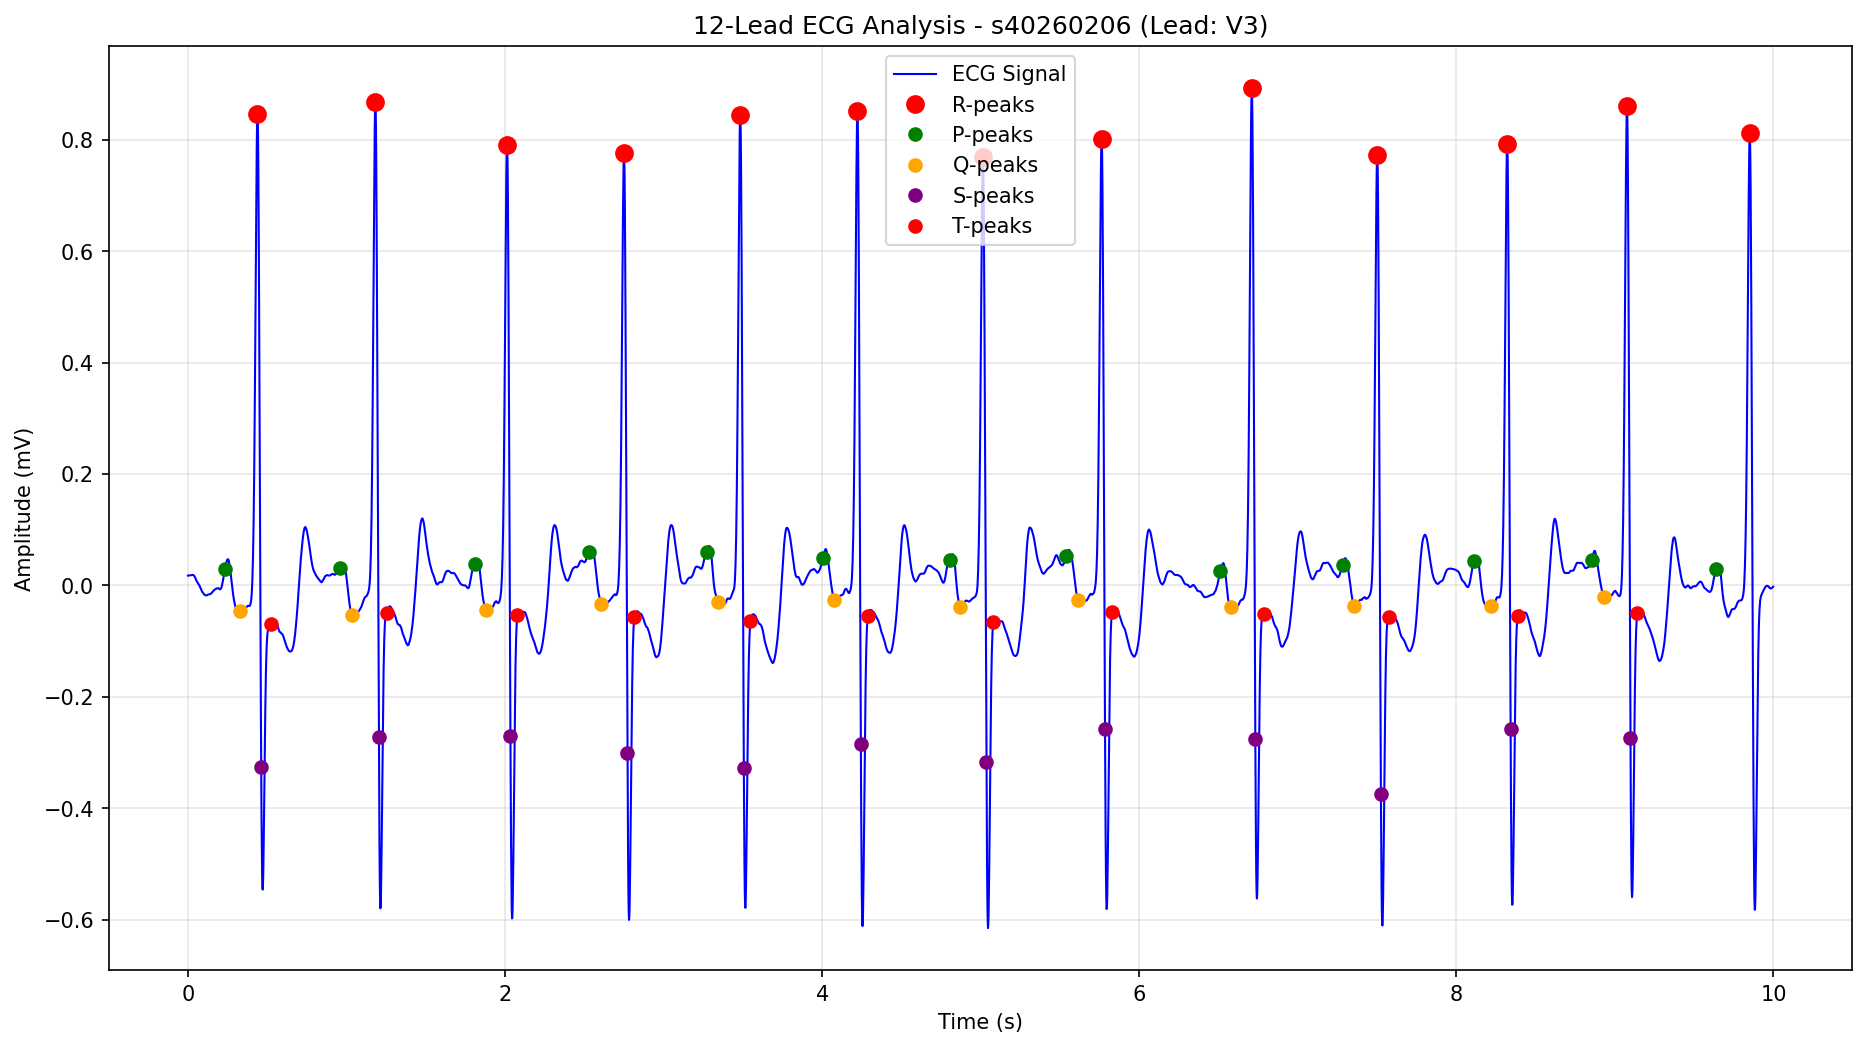 12-Lead ECG Analysis - s40260206 (Lead: V3)
ECG Signal
R-peaks
P-peaks
Q-peaks
S-peaks
T-peaks
Amplitude (mV)
0.8
0.6
0.4
0.2
0.0
−0.2
−0.4
−0.6
0 2 4 6 8 10
Time (s)